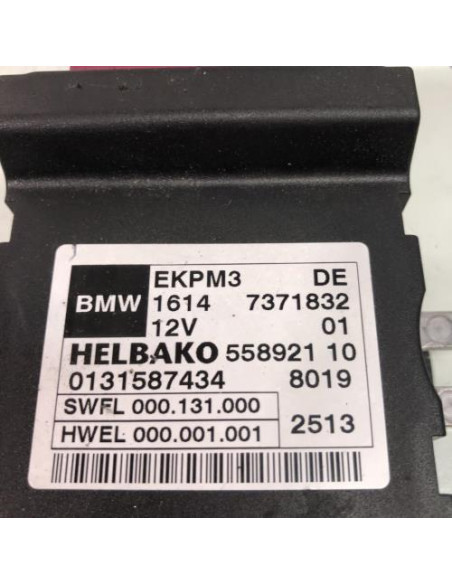 EKPM3 DE
BMW 1614 7371832
12V 01
HELBAKO 558921 10
0131587434 8019
SWFL 000.131.000
HWEL 000.001.001 2513